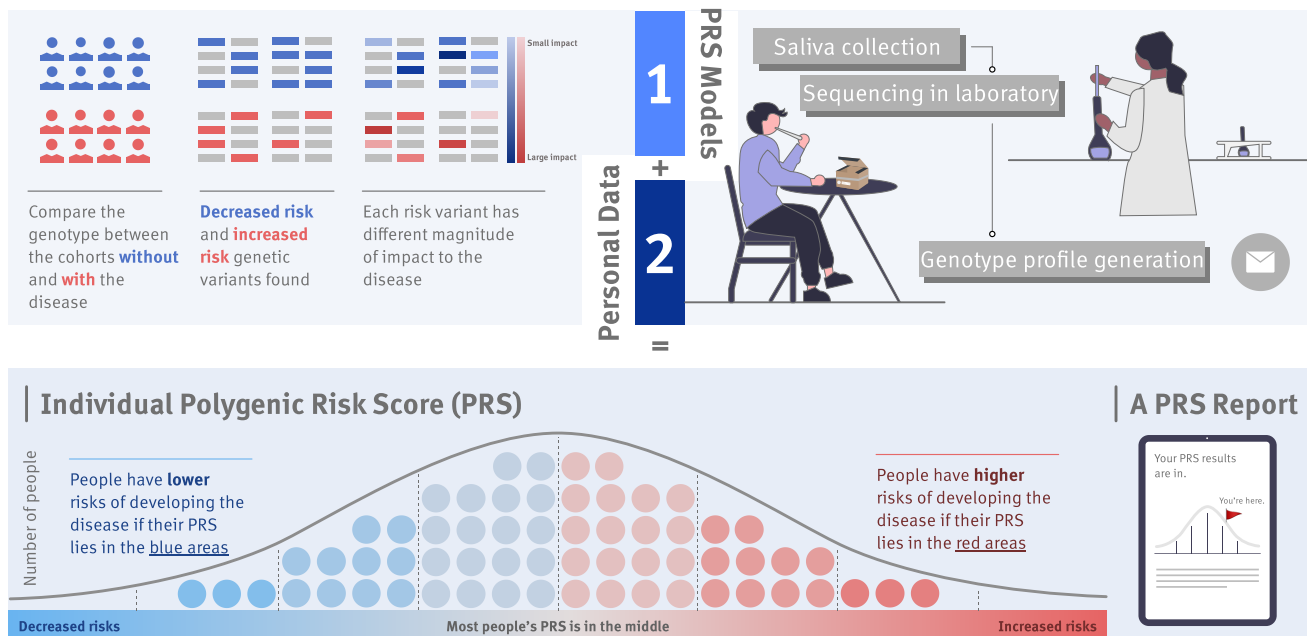 Small impact
Large impact
Compare the
genotype between
the cohorts without
and with the
disease
Decreased risk
and increased
risk genetic
variants found
Each risk variant has
different magnitude
of impact to the
disease
1
PRS Models
+
Personal Data
2
=
Saliva collection
Sequencing in laboratory
Genotype profile generation
Individual Polygenic Risk Score (PRS)
Number of people
People have lower
risks of developing the
disease if their PRS
lies in the blue areas
People have higher
risks of developing the
disease if their PRS
lies in the red areas
Decreased risks
Most people's PRS is in the middle
Increased risks
A PRS Report
Your PRS results
are in.
You're here.